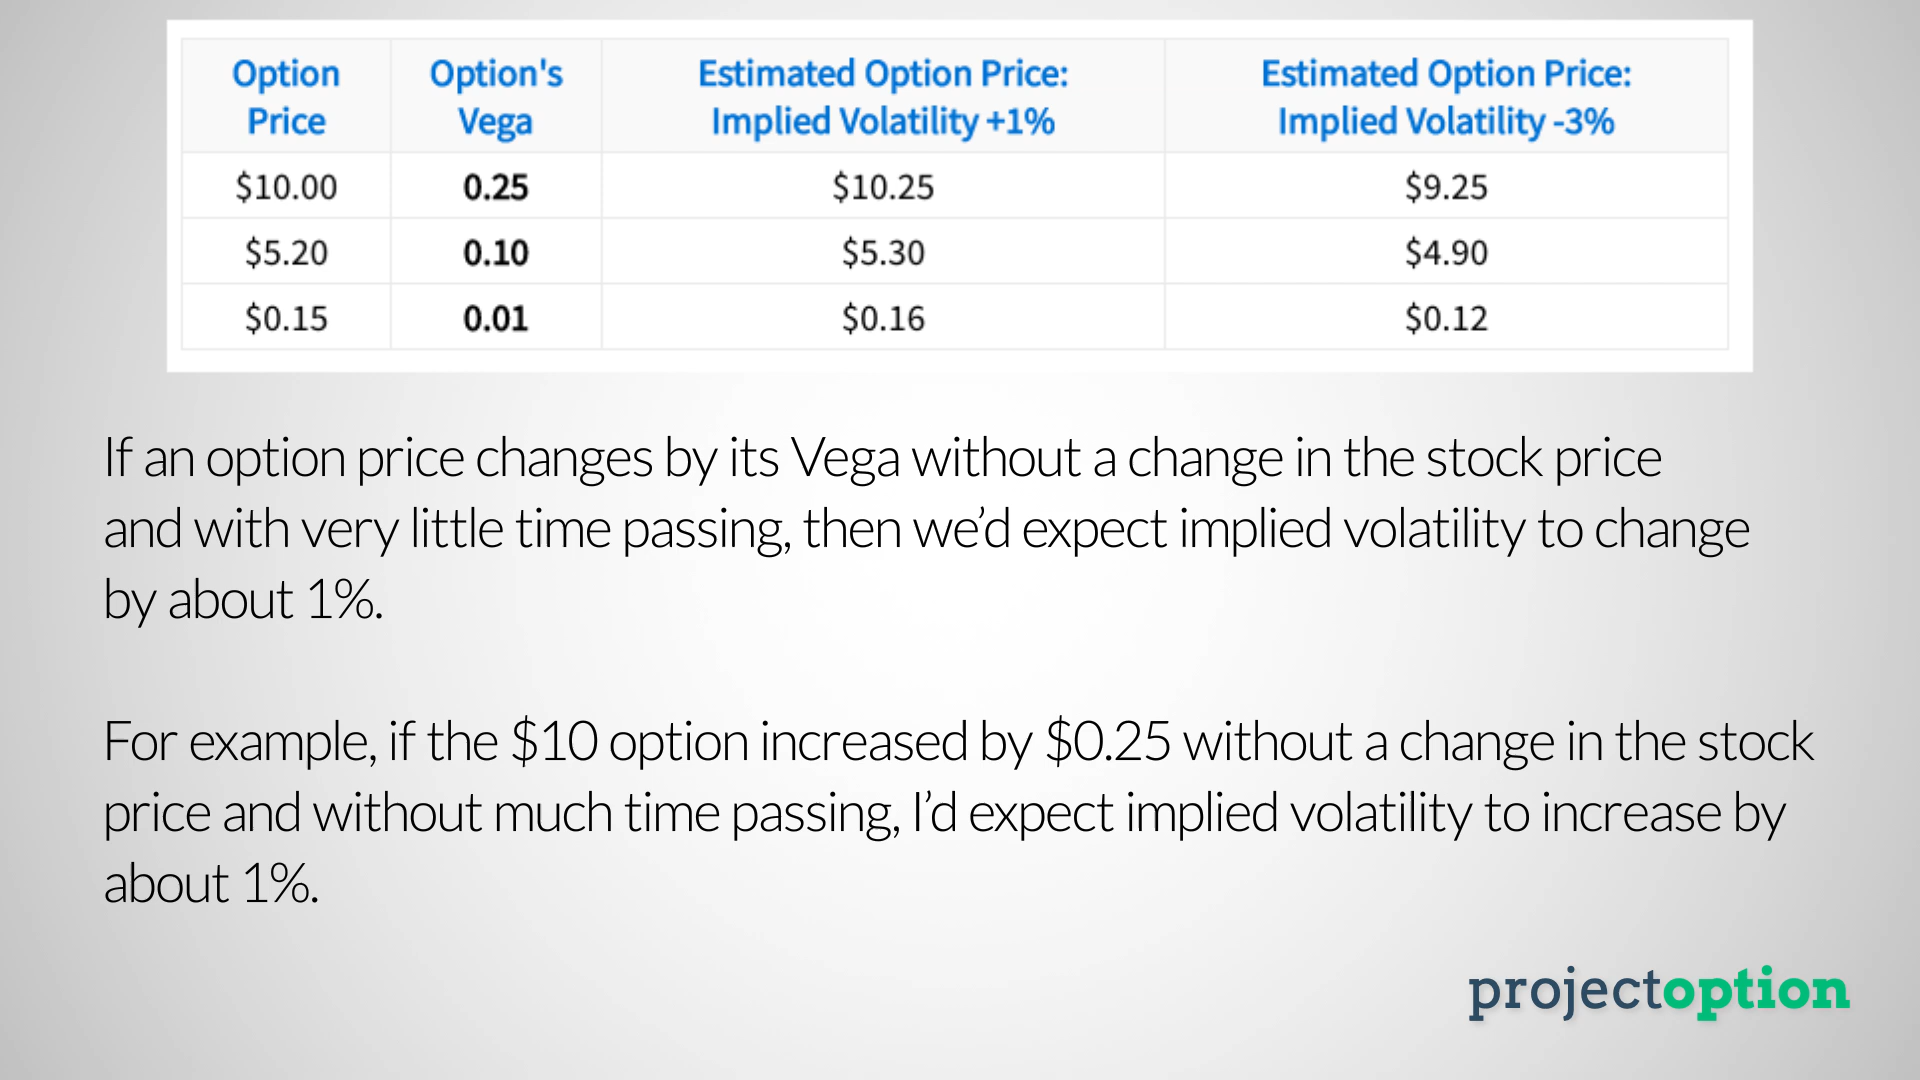 Option Price
Option's Vega
Estimated Option Price: Implied Volatility +1%
Estimated Option Price: Implied Volatility -3%
$10.00 0.25 $10.25 $9.25
$5.20 0.10 $5.30 $4.90
$0.15 0.01 $0.16 $0.12
If an option price changes by its Vega without a change in the stock price
and with very little time passing, then we’d expect implied volatility to change
by about 1%.
For example, if the $10 option increased by $0.25 without a change in the stock
price and without much time passing, I’d expect implied volatility to increase by
about 1%.
projectoption